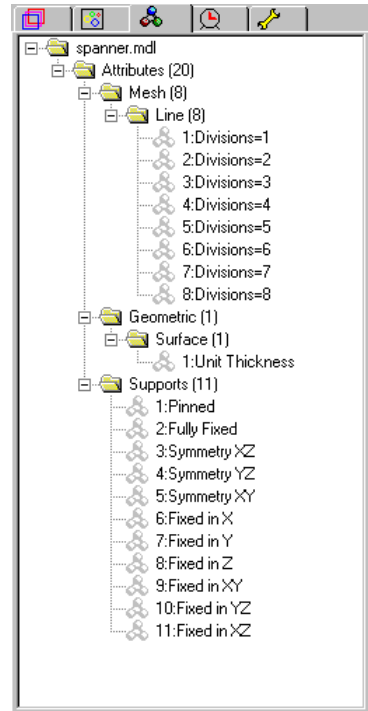 spanner.mdl
Attributes (20)
Mesh (8)
Line (8)
1:Divisions=1
2:Divisions=2
3:Divisions=3
4:Divisions=4
5:Divisions=5
6:Divisions=6
7:Divisions=7
8:Divisions=8
Geometric (1)
Surface (1)
1:Unit Thickness
Supports (11)
1:Pinned
2:Fully Fixed
3:Symmetry XZ
4:Symmetry YZ
5:Symmetry XY
6:Fixed in X
7:Fixed in Y
8:Fixed in Z
9:Fixed in XY
10:Fixed in YZ
11:Fixed in XZ